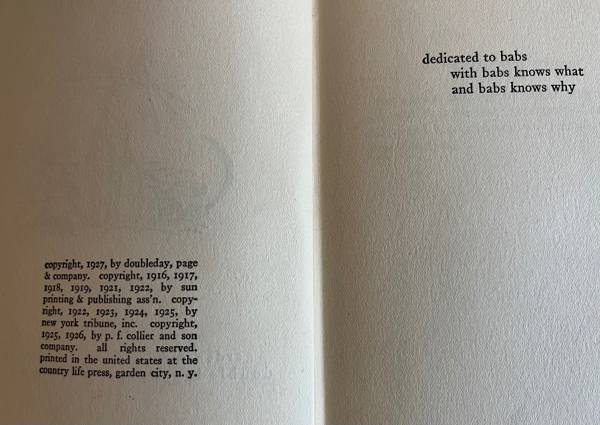 copyright, 1927, by doubleday, page
& company. copyright, 1916, 1917,
1918, 1919, 1921, 1922, by sun
printing & publishing ass'n. copy-
right, 1922, 1923, 1924, 1925, by
new york tribune, inc. copyright,
1925, 1926, by p. f. collier and son
company. all rights reserved.
printed in the united states at the
country life press, garden city, n. y.
dedicated to babs
with babs knows what
and babs knows why